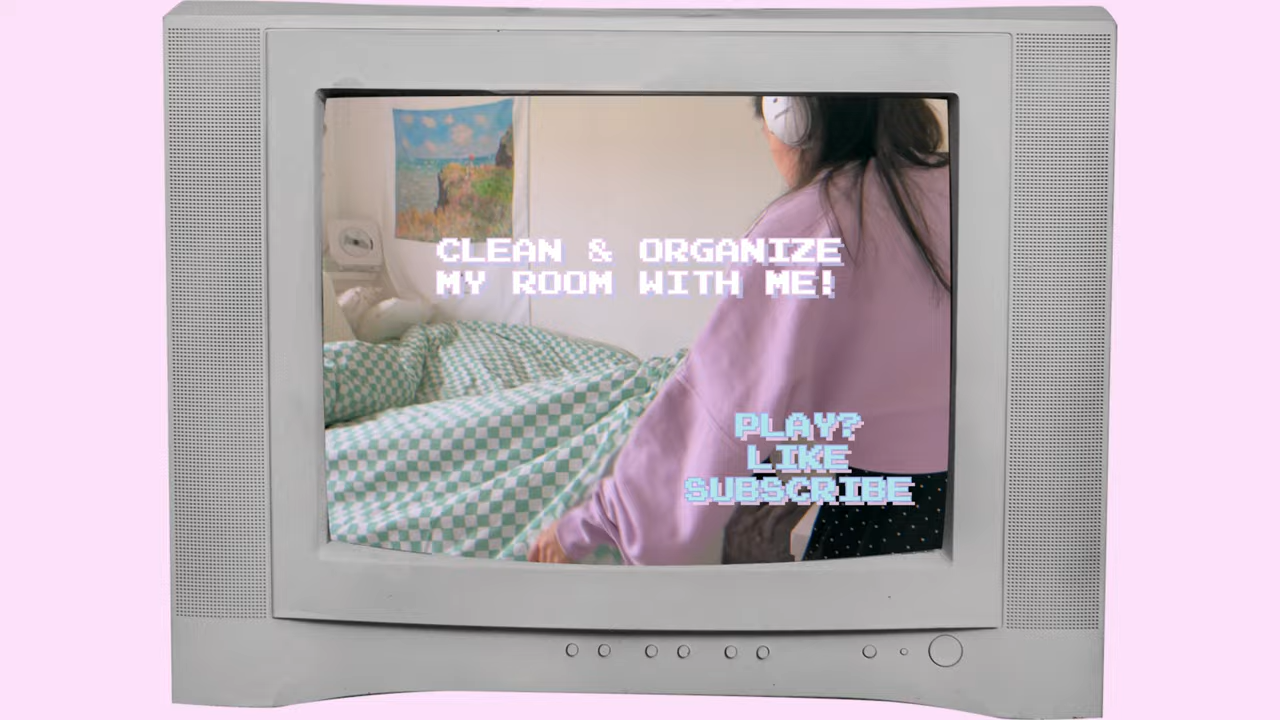 CLEAN & ORGANIZE
MY ROOM WITH ME!
PLAY?
LIKE
SUBSCRIBE